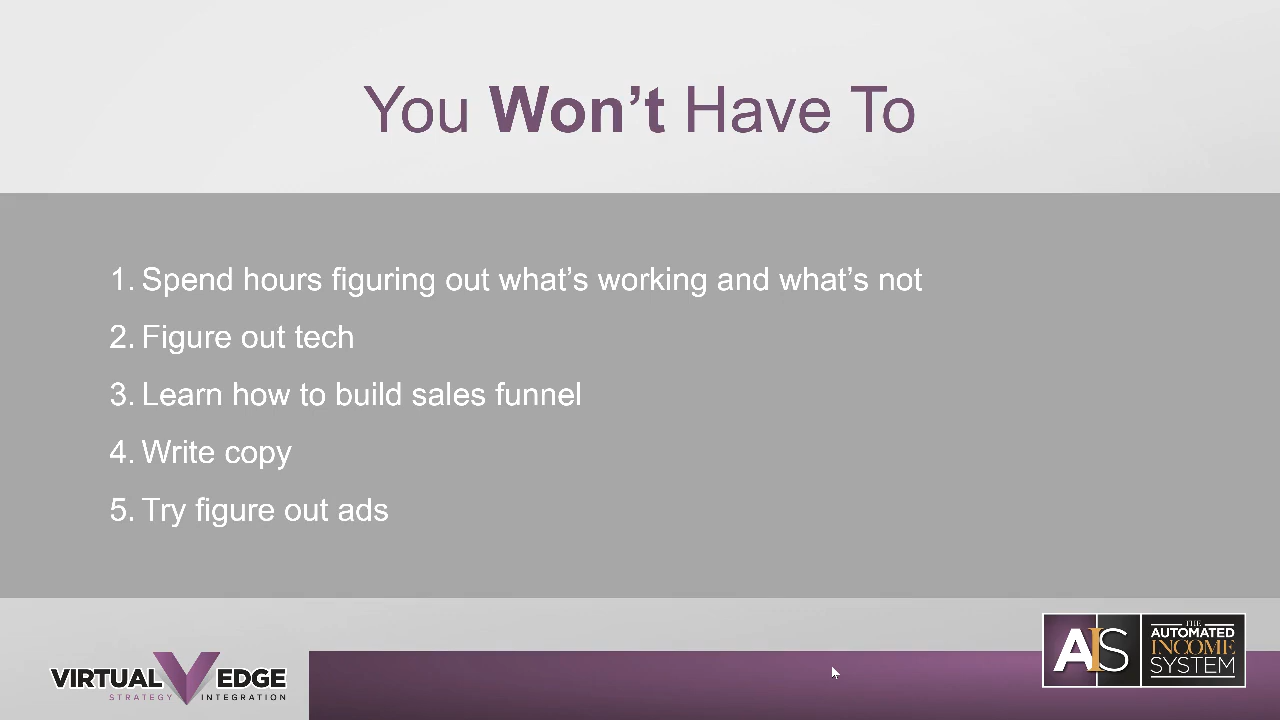 You Won’t Have To
1. Spend hours figuring out what’s working and what’s not
2. Figure out tech
3. Learn how to build sales funnel
4. Write copy
5. Try figure out ads
VIRTUAL EDGE
STRATEGY INTEGRATION
AIS
THE
AUTOMATED
INCOME
SYSTEM